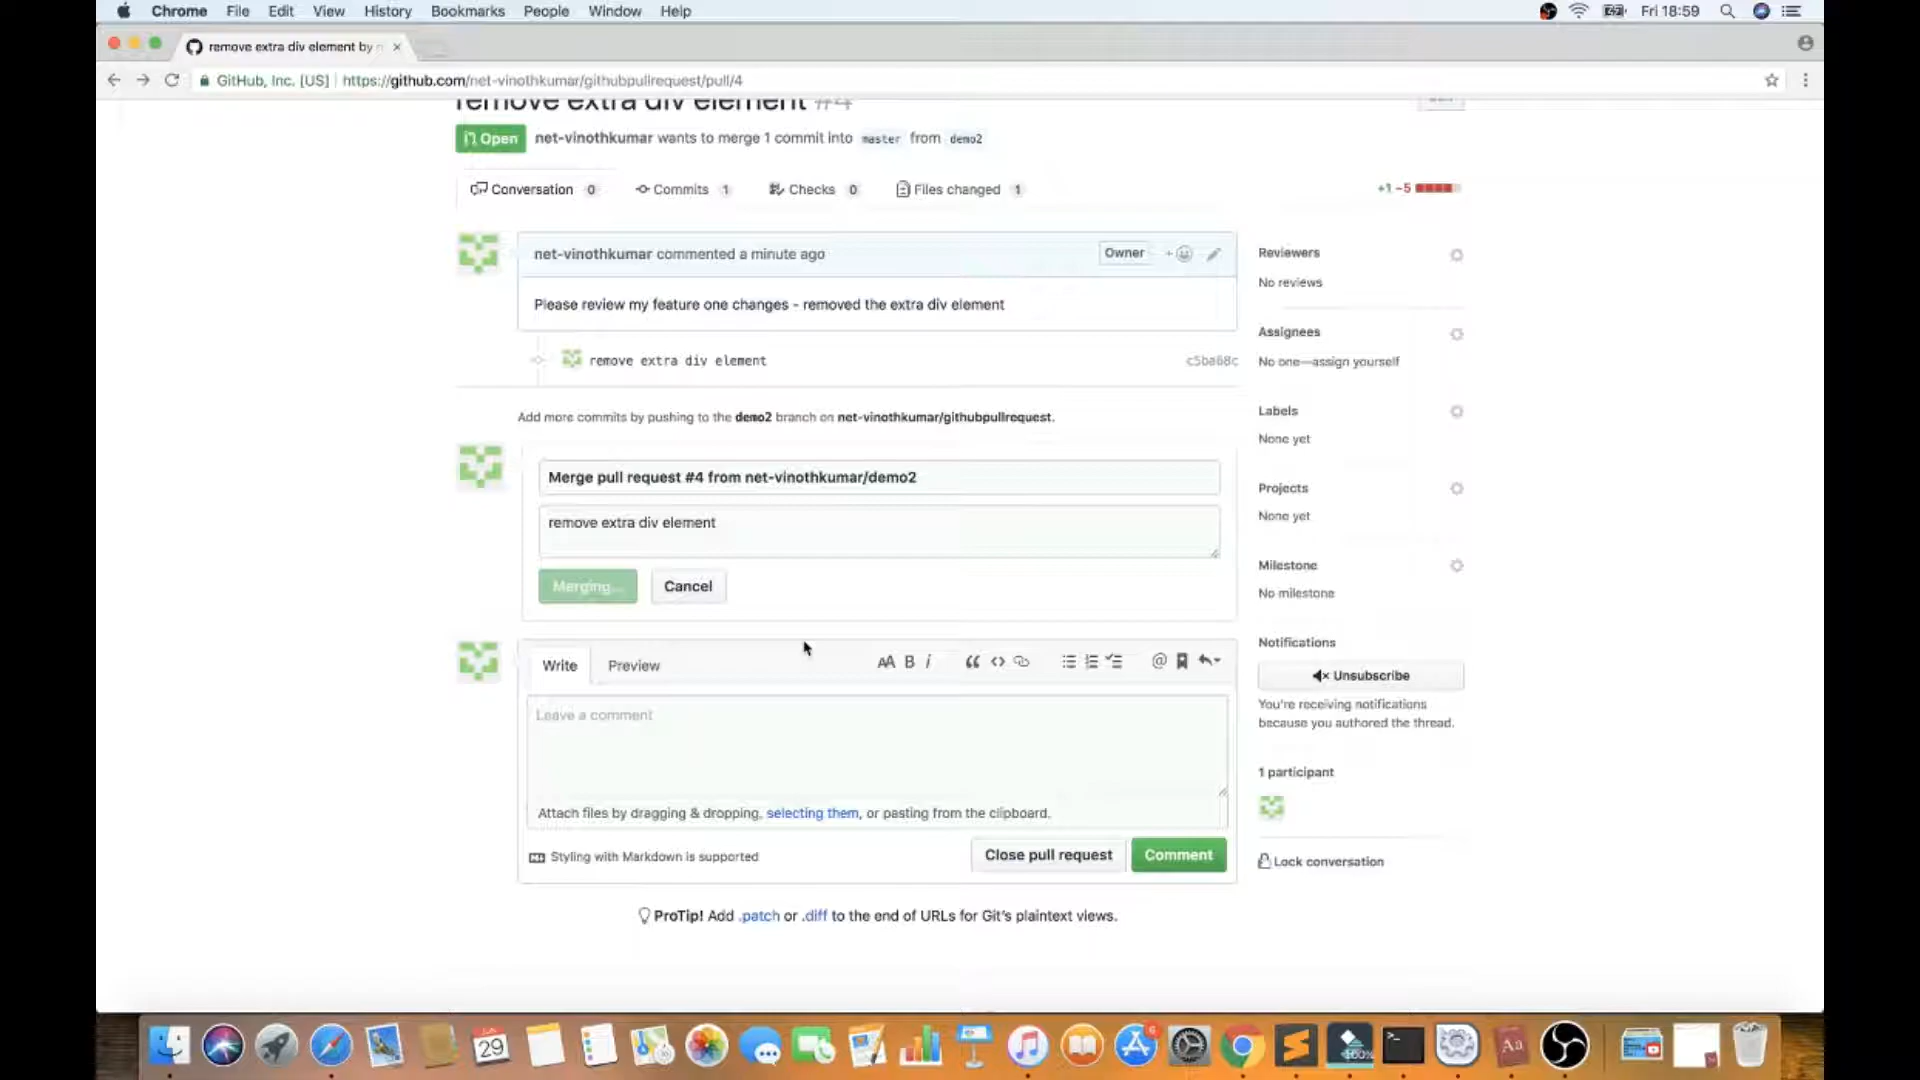 Chrome File Edit View History Bookmarks People Window Help Fri 18:59
remove extra div element by
GitHub, Inc. [US] https://github.com/net-vinothkumar/githubpullrequest/pull/4
remove extra div element #4
Open net-vinothkumar wants to merge 1 commit into master from demo2
Conversation 0 Commits 1 Checks 0 Files changed 1 +1 −5
net-vinothkumar commented a minute ago Owner
Please review my feature one changes - removed the extra div element
remove extra div element c5ba68c
Add more commits by pushing to the demo2 branch on net-vinothkumar/githubpullrequest.
Merge pull request #4 from net-vinothkumar/demo2
remove extra div element
Merging... Cancel
Write Preview
Leave a comment
Attach files by dragging & dropping, selecting them, or pasting from the clipboard.
Styling with Markdown is supported
Close pull request Comment
ProTip! Add .patch or .diff to the end of URLs for Git's plaintext views.
Reviewers
No reviews
Assignees
No one—assign yourself
Labels
None yet
Projects
None yet
Milestone
No milestone
Notifications
Unsubscribe
You're receiving notifications
because you authored the thread.
1 participant
Lock conversation
29
100%
Aa